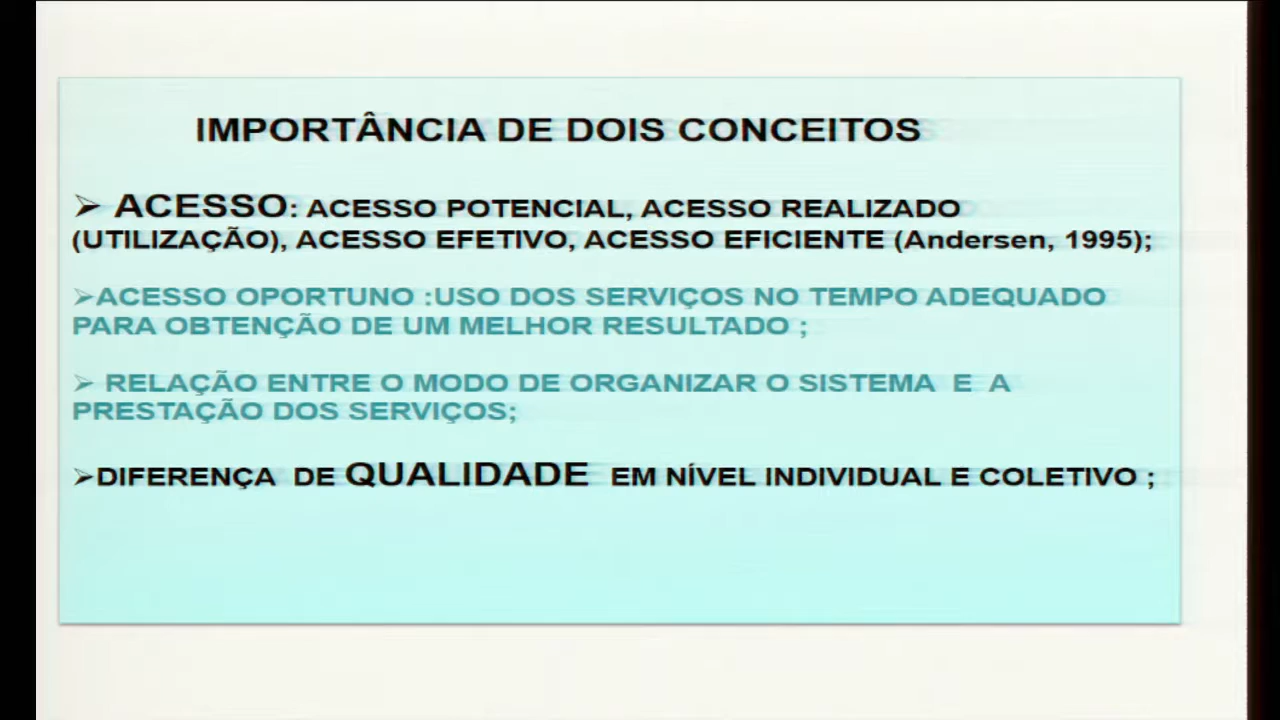 IMPORTÂNCIA DE DOIS CONCEITOS
➢ ACESSO: ACESSO POTENCIAL, ACESSO REALIZADO
(UTILIZAÇÃO), ACESSO EFETIVO, ACESSO EFICIENTE (Andersen, 1995);
➢ACESSO OPORTUNO :USO DOS SERVIÇOS NO TEMPO ADEQUADO
PARA OBTENÇÃO DE UM MELHOR RESULTADO ;
➢ RELAÇÃO ENTRE O MODO DE ORGANIZAR O SISTEMA E A
PRESTAÇÃO DOS SERVIÇOS;
➢DIFERENÇA DE QUALIDADE EM NÍVEL INDIVIDUAL E COLETIVO ;